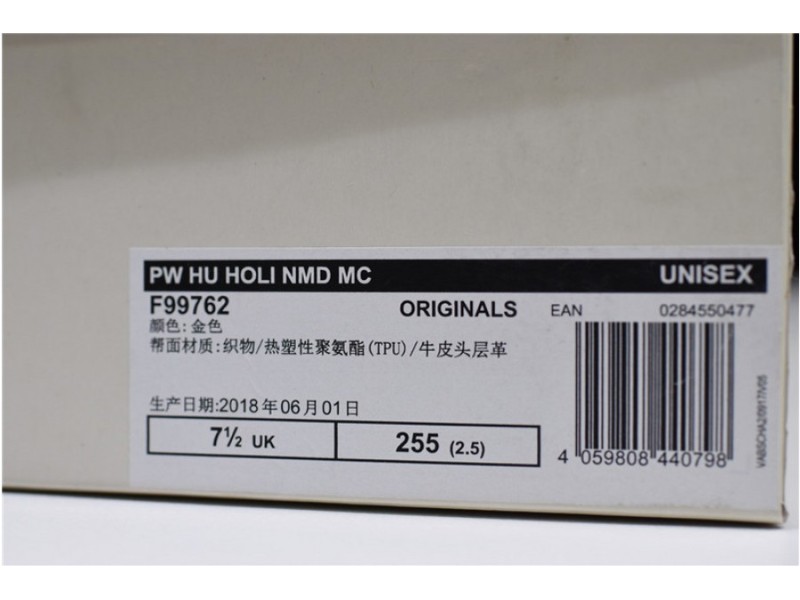 PW HU HOLI NMD MC UNISEX
F99762 ORIGINALS EAN 0284550477
颜色:金色
帮面材质:织物/热塑性聚氨酯(TPU)/牛皮头层革
生产日期:2018年06月01日
7½ UK 255 (2.5)
4 059808 440798